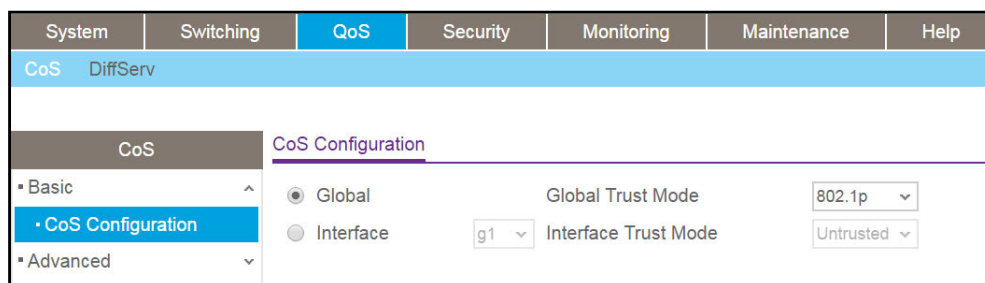 System Switching QoS Security Monitoring Maintenance Help
CoS DiffServ
CoS
Basic
CoS Configuration
Advanced
CoS Configuration
Global Global Trust Mode 802.1p
Interface g1 Interface Trust Mode Untrusted